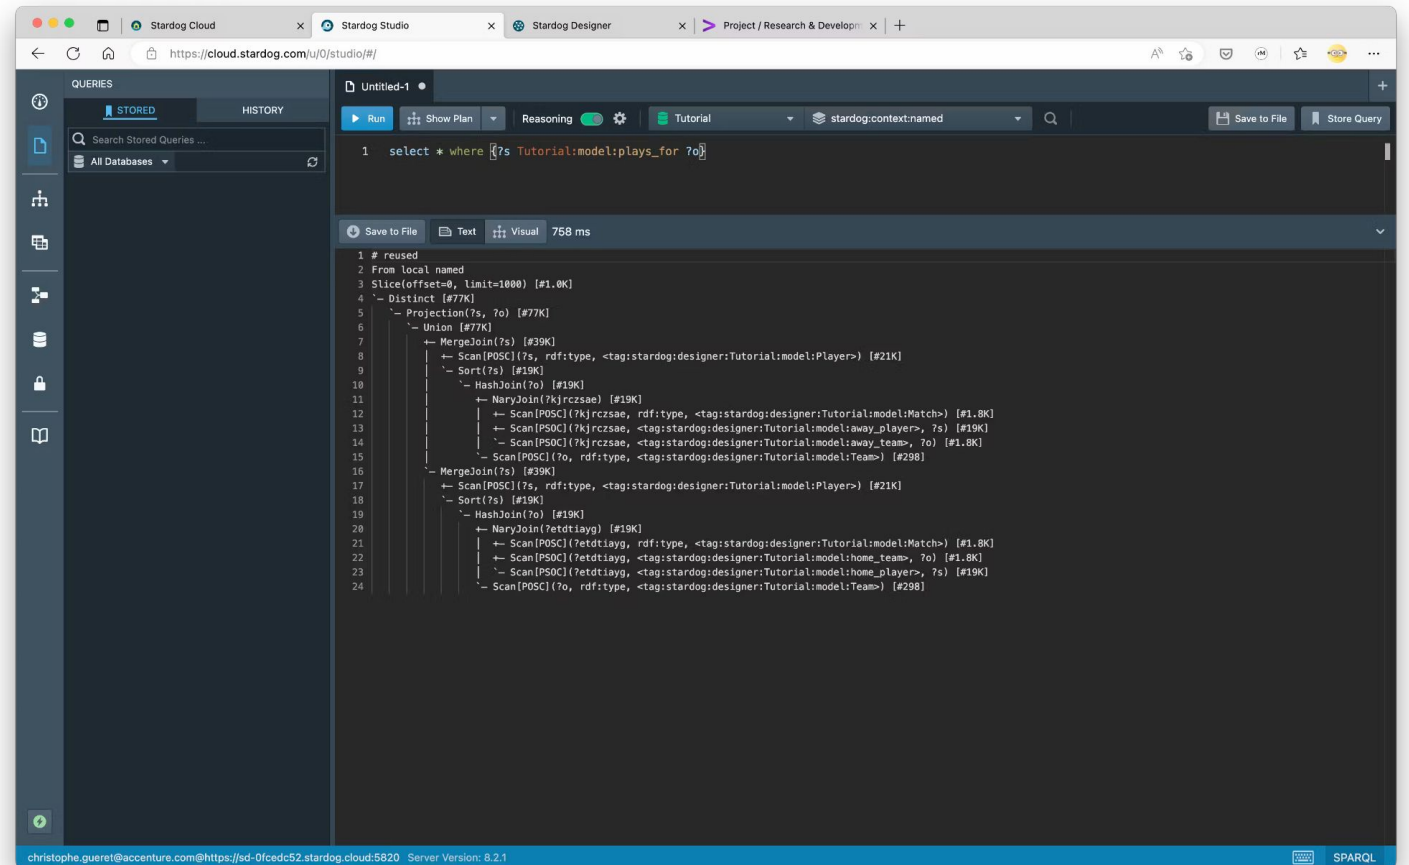 Stardog Cloud
Stardog Studio
Stardog Designer
Project / Research & Developm
https://cloud.stardog.com/u/0/studio/#/
QUERIES
STORED
HISTORY
Search Stored Queries ...
All Databases
Untitled-1
Run
Show Plan
Reasoning
Tutorial
stardog:context:named
Save to File
Store Query
1 select * where {?s Tutorial:model:plays_for ?o}
Save to File
Text
Visual
758 ms
1 # reused
2 From local named
3 Slice(offset=0, limit=1000) [#1.0K]
4 `— Distinct [#77K]
5 `— Projection(?s, ?o) [#77K]
6 `— Union [#77K]
7 +— MergeJoin(?s) [#39K]
8 | +— Scan[POSC](?s, rdf:type, <tag:stardog:designer:Tutorial:model:Player>) [#21K]
9 | `— Sort(?s) [#19K]
10 | `— HashJoin(?o) [#19K]
11 | +— NaryJoin(?kjrczsae) [#19K]
12 | | +— Scan[POSC](?kjrczsae, rdf:type, <tag:stardog:designer:Tutorial:model:Match>) [#1.8K]
13 | | +— Scan[PSOC](?kjrczsae, <tag:stardog:designer:Tutorial:model:away_player>, ?s) [#19K]
14 | | `— Scan[PSOC](?kjrczsae, <tag:stardog:designer:Tutorial:model:away_team>, ?o) [#1.8K]
15 | `— Scan[POSC](?o, rdf:type, <tag:stardog:designer:Tutorial:model:Team>) [#298]
16 `— MergeJoin(?s) [#39K]
17 +— Scan[POSC](?s, rdf:type, <tag:stardog:designer:Tutorial:model:Player>) [#21K]
18 `— Sort(?s) [#19K]
19 `— HashJoin(?o) [#19K]
20 +— NaryJoin(?etdtiayg) [#19K]
21 | +— Scan[POSC](?etdtiayg, rdf:type, <tag:stardog:designer:Tutorial:model:Match>) [#1.8K]
22 | +— Scan[PSOC](?etdtiayg, <tag:stardog:designer:Tutorial:model:home_team>, ?o) [#1.8K]
23 | `— Scan[PSOC](?etdtiayg, <tag:stardog:designer:Tutorial:model:home_player>, ?s) [#19K]
24 `— Scan[POSC](?o, rdf:type, <tag:stardog:designer:Tutorial:model:Team>) [#298]
christophe.gueret@accenture.com@https://sd-0fcedc52.stardog.cloud:5820 Server Version: 8.2.1
SPARQL